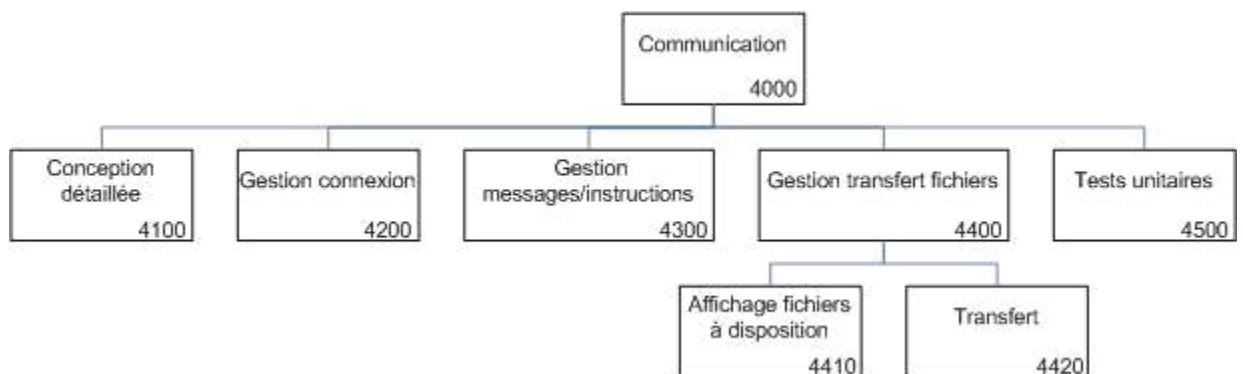 Communication
4000
Conception
détaillée
4100
Gestion connexion
4200
Gestion
messages/instructions
4300
Gestion transfert fichiers
4400
Tests unitaires
4500
Affichage fichiers
à disposition
4410
Transfert
4420